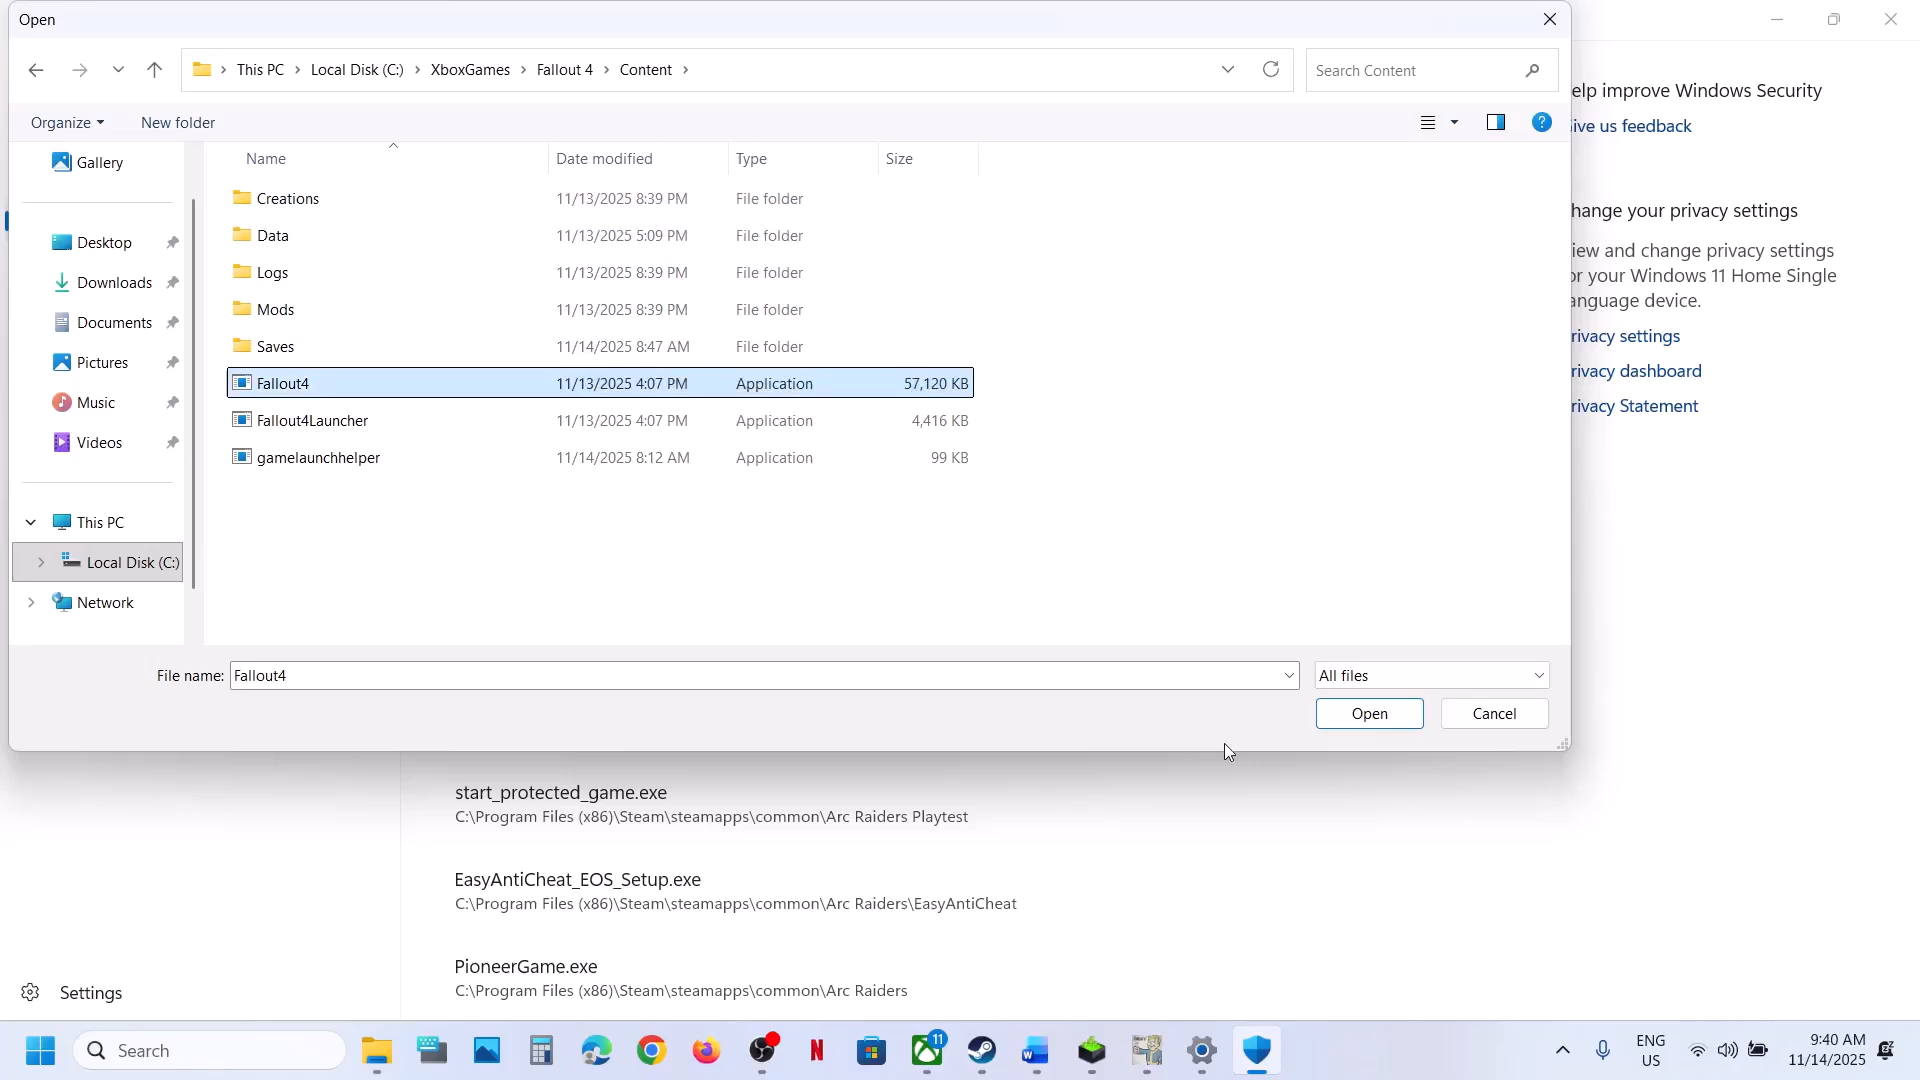 Open
This PC > Local Disk (C:) > XboxGames > Fallout 4 > Content >
Search Content
Organize
New folder
Name
Date modified
Type
Size
Gallery
Desktop
Downloads
Documents
Pictures
Music
Videos
This PC
Local Disk (C:)
Network
Creations 11/13/2025 8:39 PM File folder
Data 11/13/2025 5:09 PM File folder
Logs 11/13/2025 8:39 PM File folder
Mods 11/13/2025 8:39 PM File folder
Saves 11/14/2025 8:47 AM File folder
Fallout4 11/13/2025 4:07 PM Application 57,120 KB
Fallout4Launcher 11/13/2025 4:07 PM Application 4,416 KB
gamelaunchhelper 11/14/2025 8:12 AM Application 99 KB
File name: Fallout4
All files
Open
Cancel
elp improve Windows Security
ive us feedback
hange your privacy settings
iew and change privacy settings
or your Windows 11 Home Single
anguage device.
rivacy settings
rivacy dashboard
rivacy Statement
start_protected_game.exe
C:\Program Files (x86)\Steam\steamapps\common\Arc Raiders Playtest
EasyAntiCheat_EOS_Setup.exe
C:\Program Files (x86)\Steam\steamapps\common\Arc Raiders\EasyAntiCheat
PioneerGame.exe
C:\Program Files (x86)\Steam\steamapps\common\Arc Raiders
Settings
Search
11
ENG
US
9:40 AM
11/14/2025